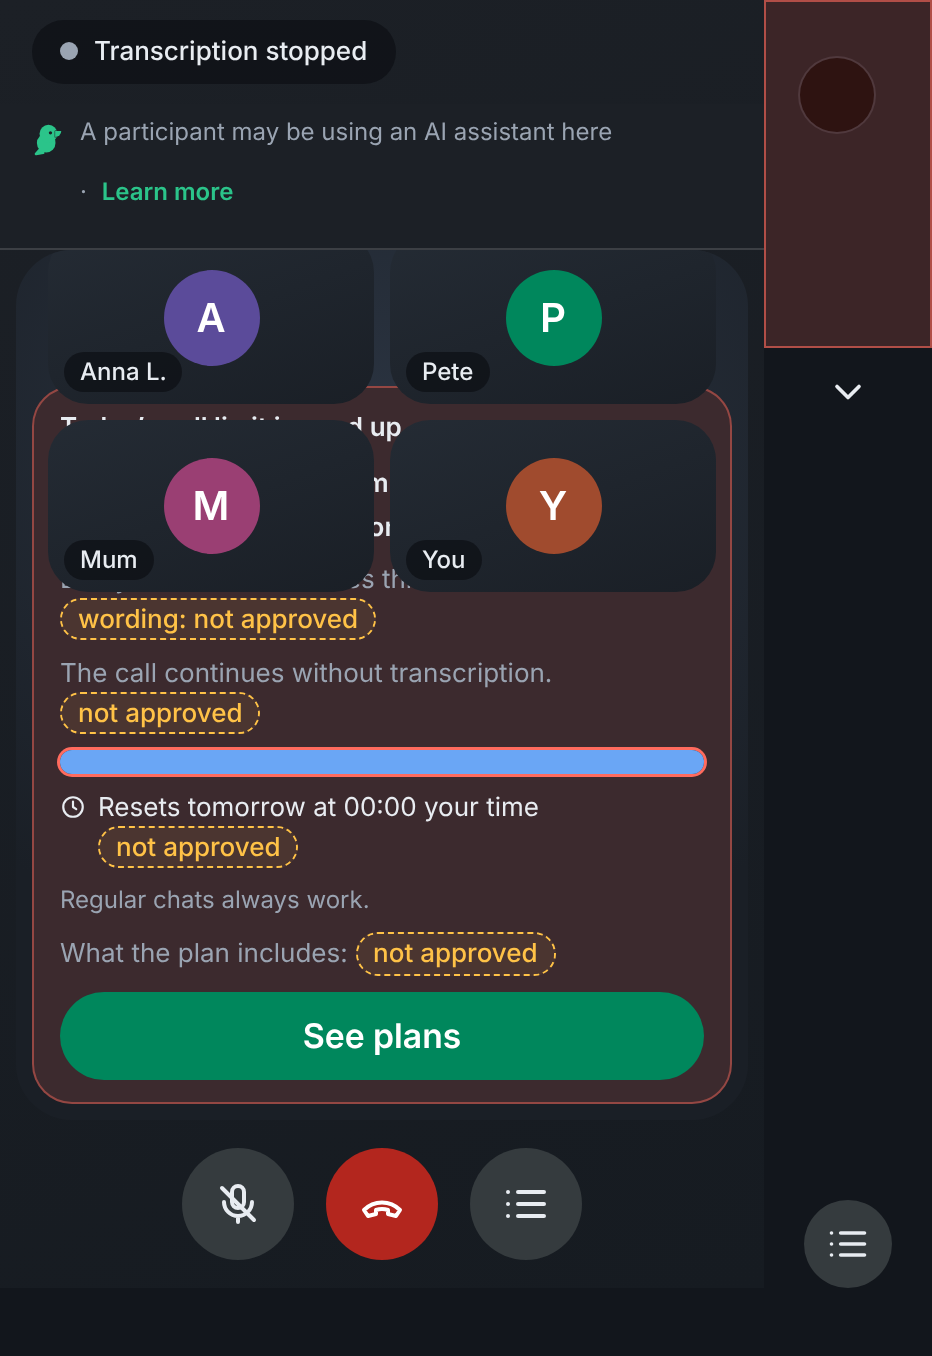 Transcription stopped
A participant may be using an AI assistant here
· Learn more
A
P
Anna L.
Pete
up
M
Y
Mum
You
wording: not approved
The call continues without transcription.
not approved
Resets tomorrow at 00:00 your time
not approved
Regular chats always work.
What the plan includes: not approved
See plans